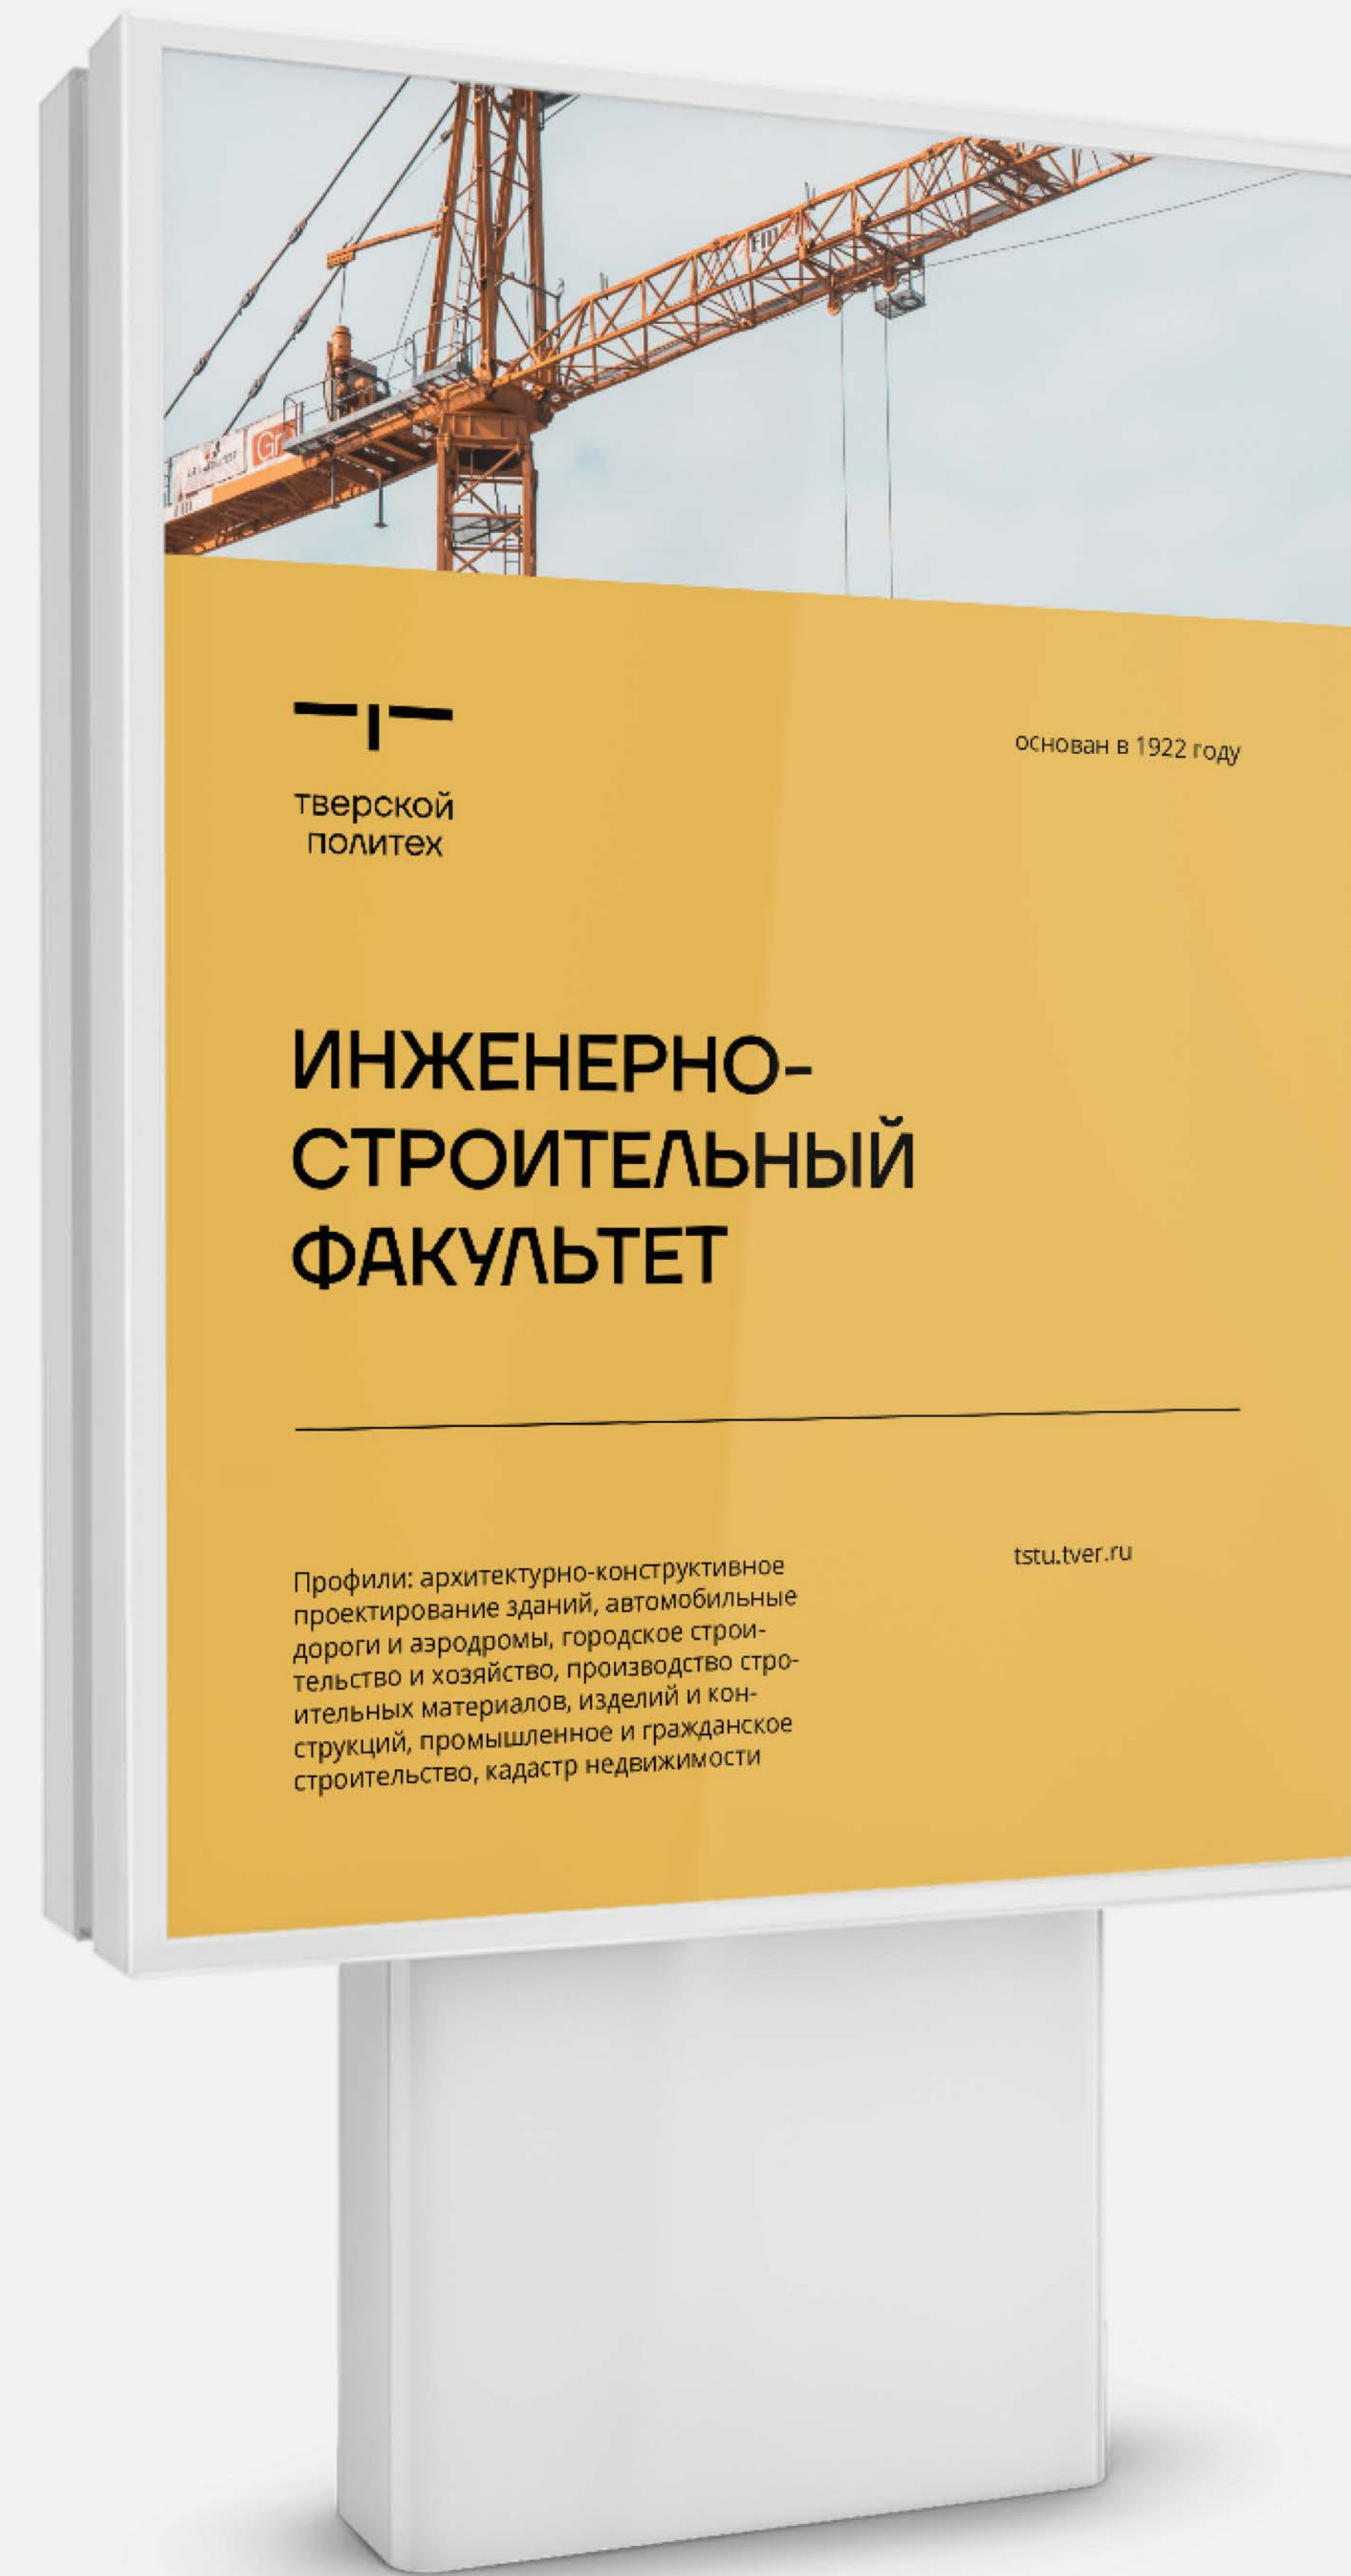 тверской
политех
основан в 1922 году
ИНЖЕНЕРНО-
СТРОИТЕЛЬНЫЙ
ФАКУЛЬТЕТ
Профили: архитектурно-конструктивное
проектирование зданий, автомобильные
дороги и аэродромы, городское строи-
тельство и хозяйство, производство стро-
ительных материалов, изделий и кон-
струкций, промышленное и гражданское
строительство, кадастр недвижимости
tstu.tver.ru